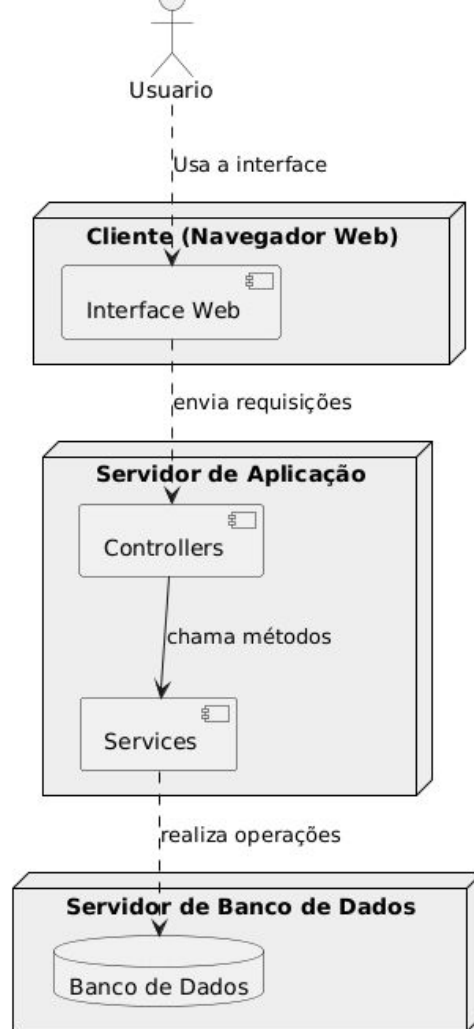 Usuario
Usa a interface
Cliente (Navegador Web)
Interface Web
envia requisições
Servidor de Aplicação
Controllers
chama métodos
Services
realiza operações
Servidor de Banco de Dados
Banco de Dados